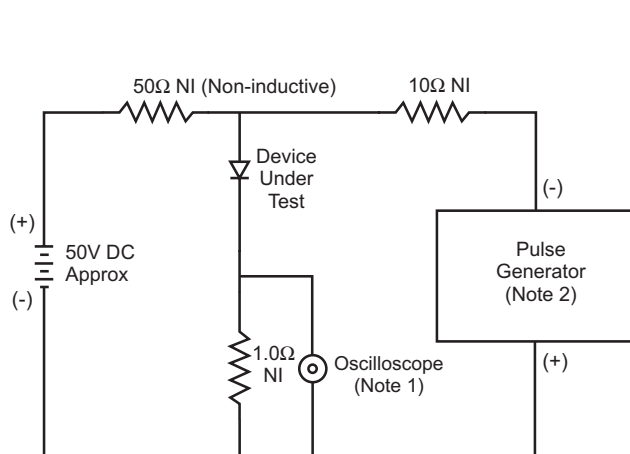 50Ω NI (Non-inductive)
10Ω NI
Device
Under
Test
(-)
(+)
50V DC
Approx
(-)
Pulse
Generator
(Note 2)
1.0Ω
NI
Oscilloscope
(Note 1)
(+)